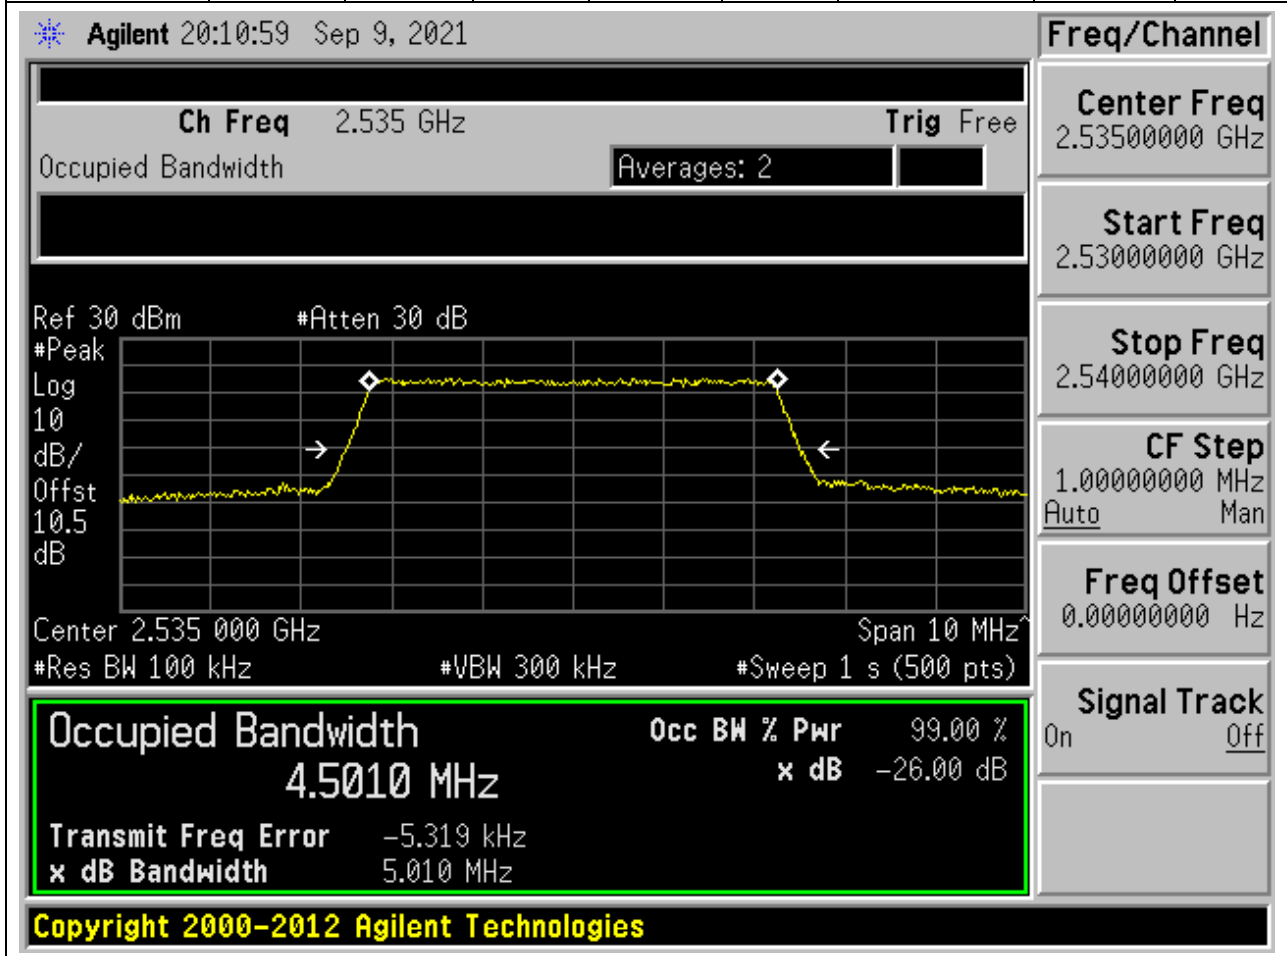 Agilent 20:10:59 Sep 9, 2021
Freq/Channel
Ch Freq 2.535 GHz Trig Free
Occupied Bandwidth Averages: 2
Center Freq
2.53500000 GHz
Start Freq
2.53000000 GHz
Stop Freq
2.54000000 GHz
CF Step
1.00000000 MHz
Auto Man
Freq Offset
0.00000000 Hz
Signal Track
On Off
Ref 30 dBm #Atten 30 dB
#Peak
Log
10
dB/
Offst
10.5
dB
Center 2.535 000 GHz Span 10 MHz^
#Res BW 100 kHz #VBW 300 kHz #Sweep 1 s (500 pts)
Occupied Bandwidth Occ BW % Pwr 99.00 %
4.5010 MHz x dB -26.00 dB
Transmit Freq Error -5.319 kHz
x dB Bandwidth 5.010 MHz
Copyright 2000-2012 Agilent Technologies